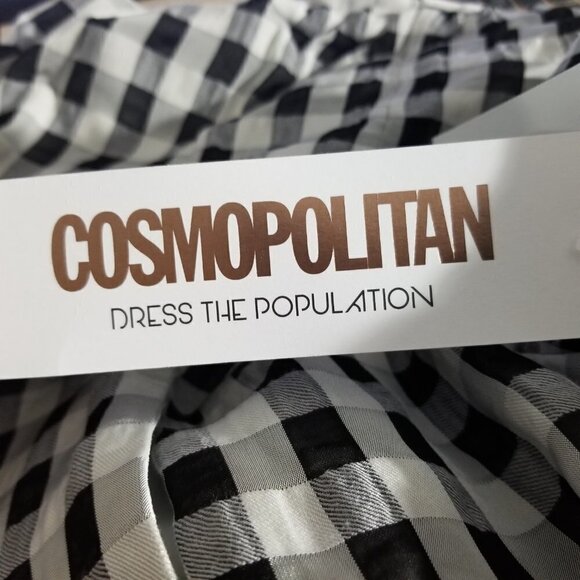 COSMOPOLITAN
DRESS THE POPULATION